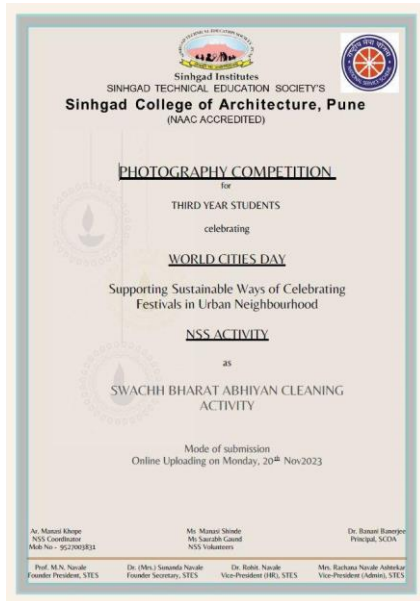 Sinhgad Institutes
SINHGAD TECHNICAL EDUCATION SOCIETY'S
Sinhgad College of Architecture, Pune
(NAAC ACCREDITED)
PHOTOGRAPHY COMPETITION
for
THIRD YEAR STUDENTS
celebrating
WORLD CITIES DAY
Supporting Sustainable Ways of Celebrating
Festivals in Urban Neighbourhood
NSS ACTIVITY
as
SWACHH BHARAT ABHIYAN CLEANING
ACTIVITY
Mode of submission
Online Uploading on Monday, 20th Nov2023
Ar. Manasi Khope
NSS Coordinator
Mob No - 9527003831
Ms. Manasi Shinde
Ms Saurabh Gaund
NSS Volunteers
Dr. Banani Banerjee
Principal, SCOA
Prof. M.N. Navale
Founder President, STES
Dr. (Mrs.) Sunanda Navale
Founder Secretary, STES
Dr. Rohit. Navale
Vice-President (HR), STES
Mrs. Rachana Navale Ashtekar
Vice-President (Admin), STES